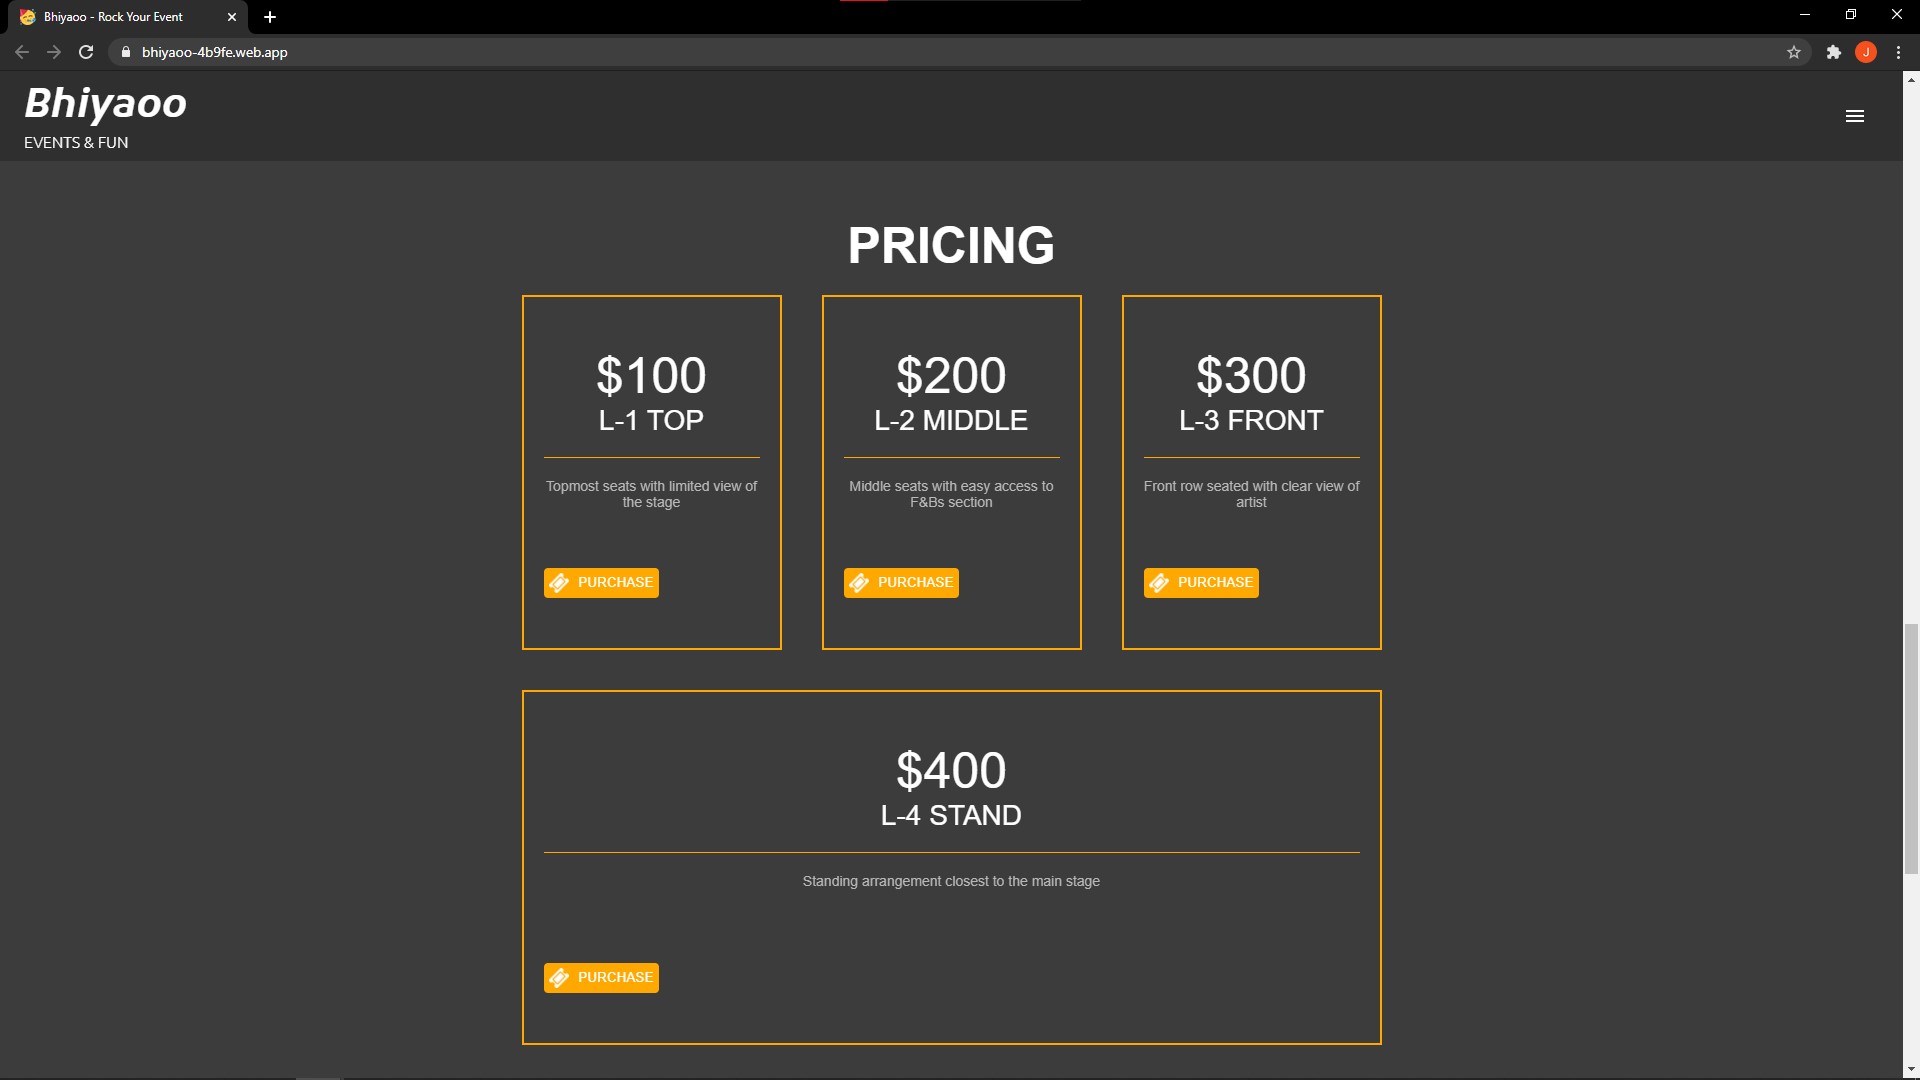 Bhiyaoo - Rock Your Event
bhiyaoo-4b9fe.web.app
J
Bhiyaoo
EVENTS & FUN
PRICING
$100
L-1 TOP
Topmost seats with limited view of
the stage
PURCHASE
$200
L-2 MIDDLE
Middle seats with easy access to
F&Bs section
PURCHASE
$300
L-3 FRONT
Front row seated with clear view of
artist
PURCHASE
$400
L-4 STAND
Standing arrangement closest to the main stage
PURCHASE